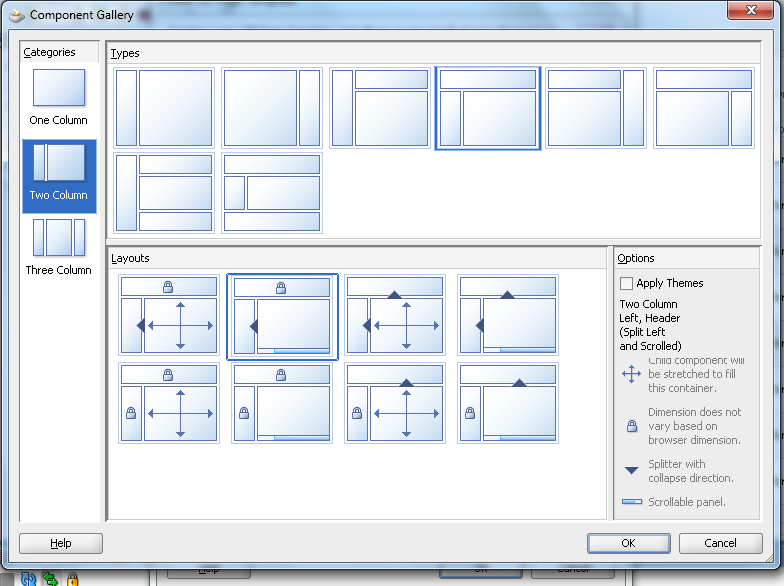 Component Gallery
Categories
One Column
Two Column
Three Column
Types
Layouts
Options
Apply Themes
Two Column
Left, Header
(Split Left
and Scrolled)
Child component will
be stretched to fill
this container.
Dimension does not
vary based on
browser dimension.
Splitter with
collapse direction.
Scrollable panel.
Help
OK
Cancel